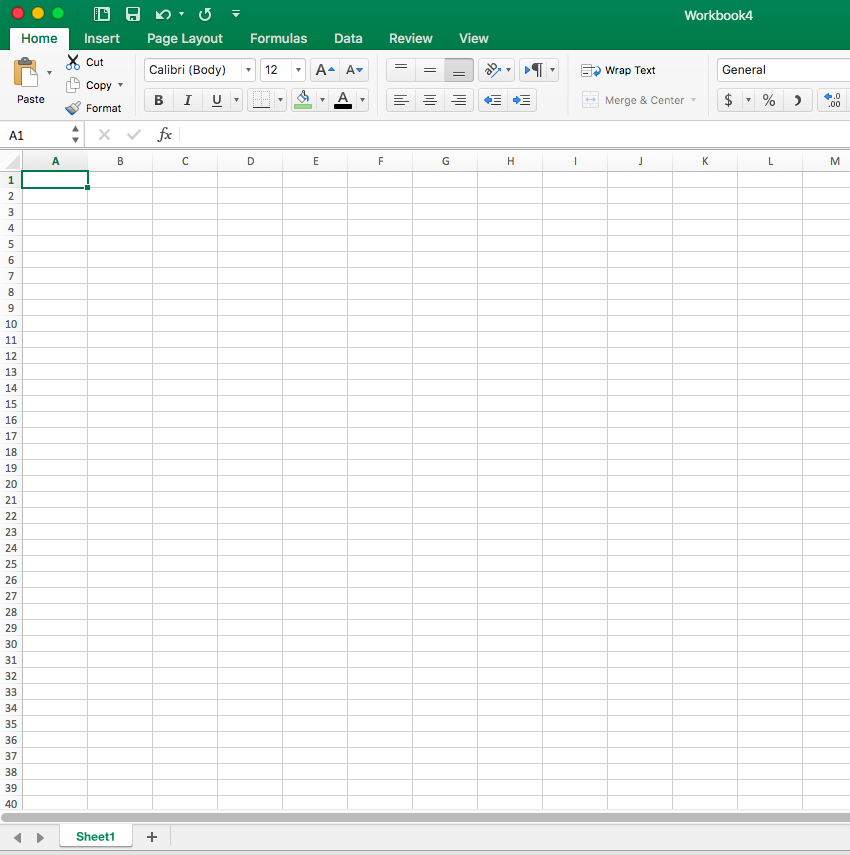 Workbook4
Home Insert Page Layout Formulas Data Review View
Paste
Cut
Copy
Format
Calibri (Body) 12 A A
B I U A
Wrap Text
Merge & Center
General
$ % .0 .00
A1 fx
A B C D E F G H I J K L M
1
2
3
4
5
6
7
8
9
10
11
12
13
14
15
16
17
18
19
20
21
22
23
24
25
26
27
28
29
30
31
32
33
34
35
36
37
38
39
40
Sheet1 +